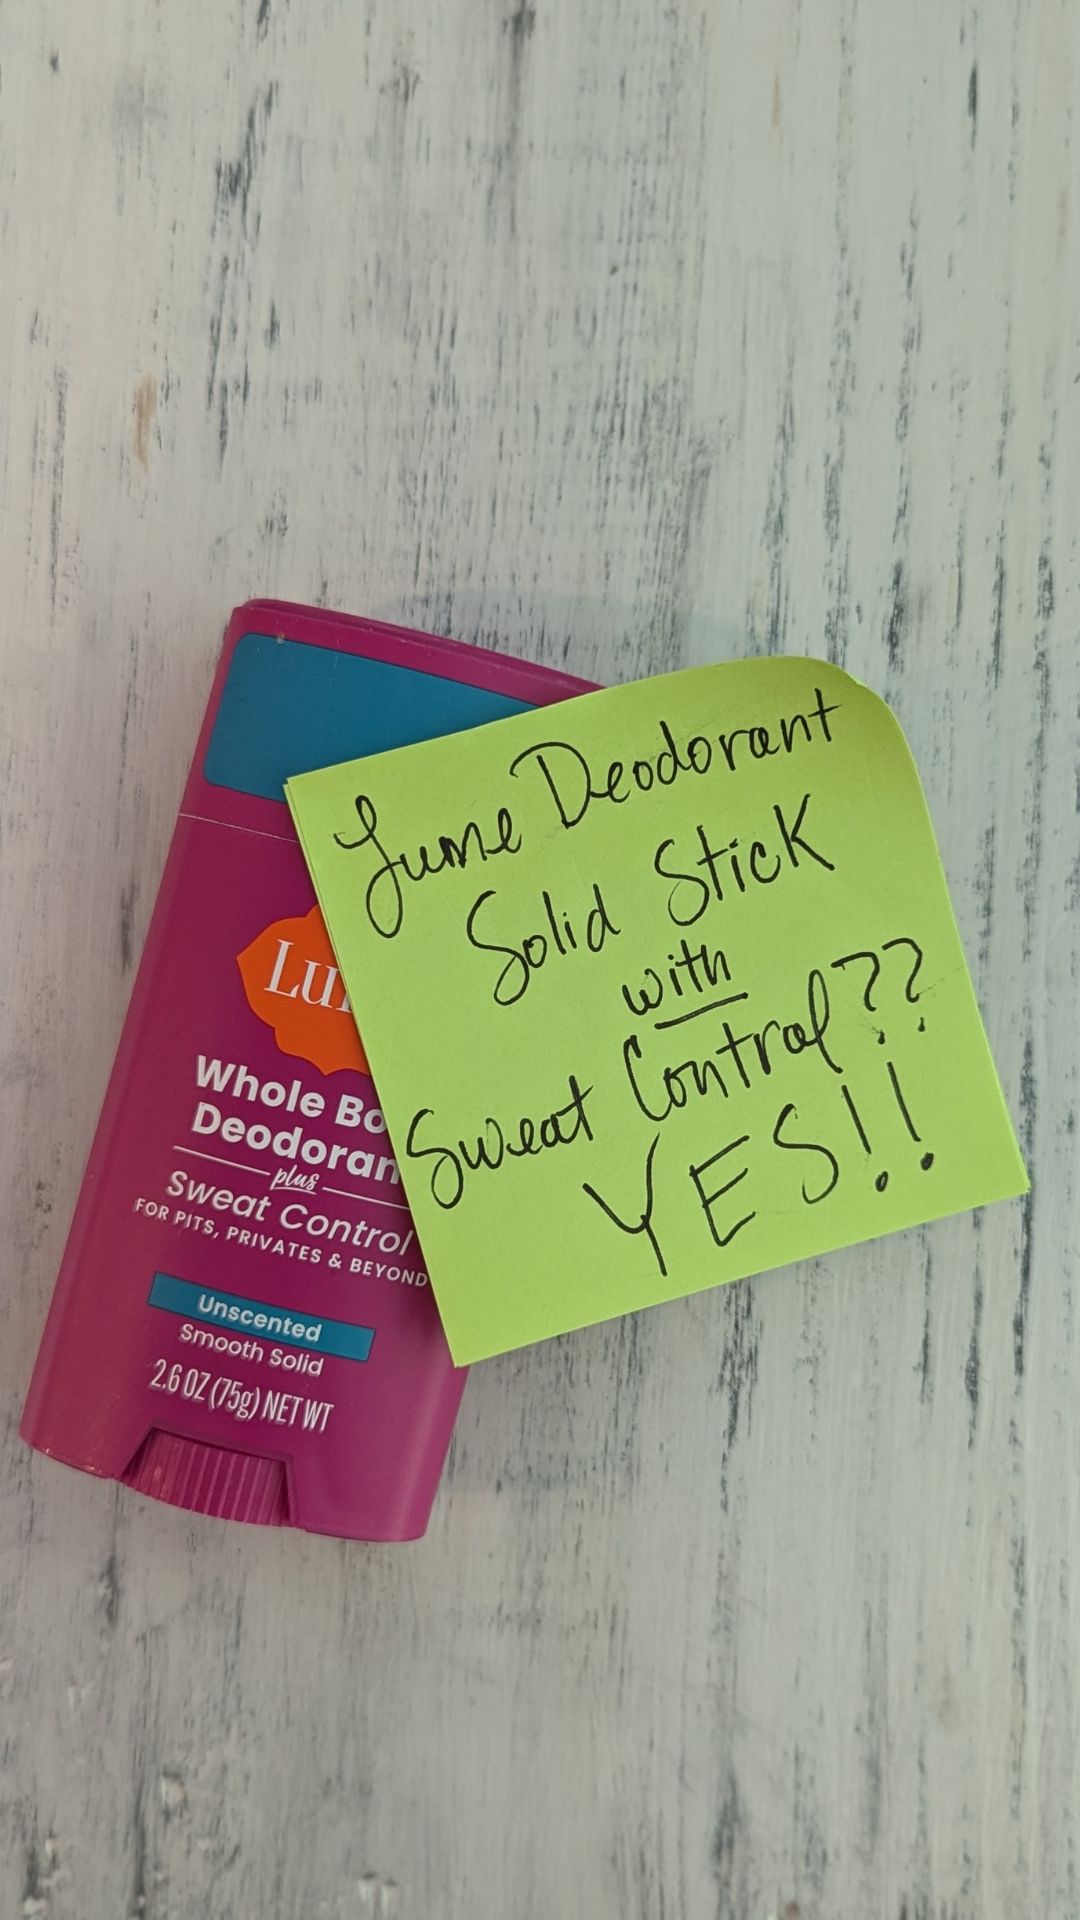 Lume Deodorant
Solid Stick
with
Sweat Control??
YES!!
Lu
Whole Bo
Deodoran
plus
Sweat Control
FOR PITS, PRIVATES & BEYOND
Unscented
Smooth Solid
2.6 OZ (75g) NET WT